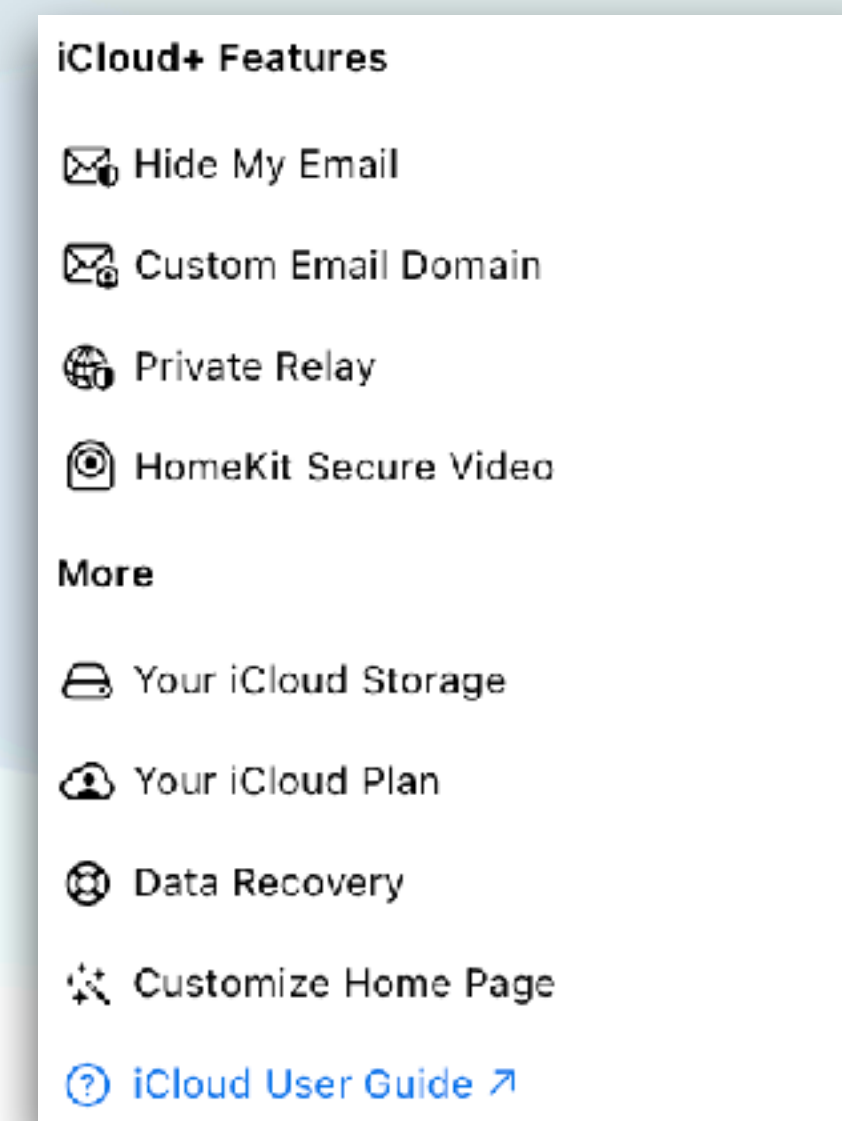 iCloud+ Features
Hide My Email
Custom Email Domain
Private Relay
HomeKit Secure Video
More
Your iCloud Storage
Your iCloud Plan
Data Recovery
Customize Home Page
iCloud User Guide ↗